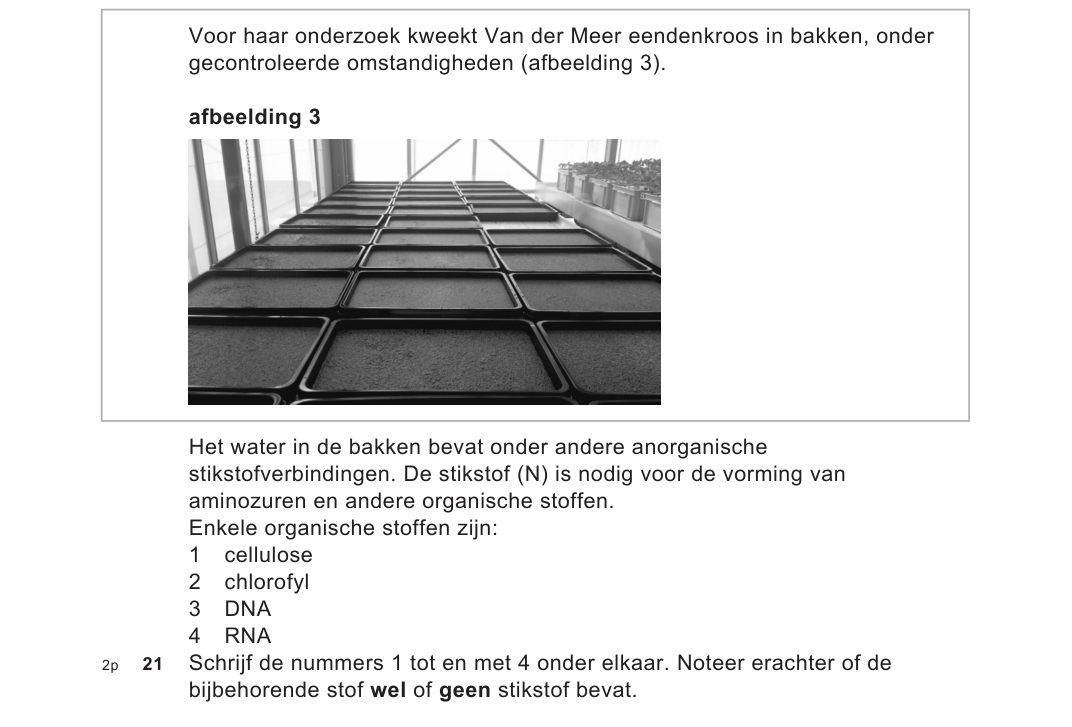 Voor haar onderzoek kweekt Van der Meer eendenkroos in bakken, onder
gecontroleerde omstandigheden (afbeelding 3).
afbeelding 3
Het water in de bakken bevat onder andere anorganische
stikstofverbindingen. De stikstof (N) is nodig voor de vorming van
aminozuren en andere organische stoffen.
Enkele organische stoffen zijn:
1 cellulose
2 chlorofyl
3 DNA
4 RNA
2p 21 Schrijf de nummers 1 tot en met 4 onder elkaar. Noteer erachter of de
bijbehorende stof wel of geen stikstof bevat.